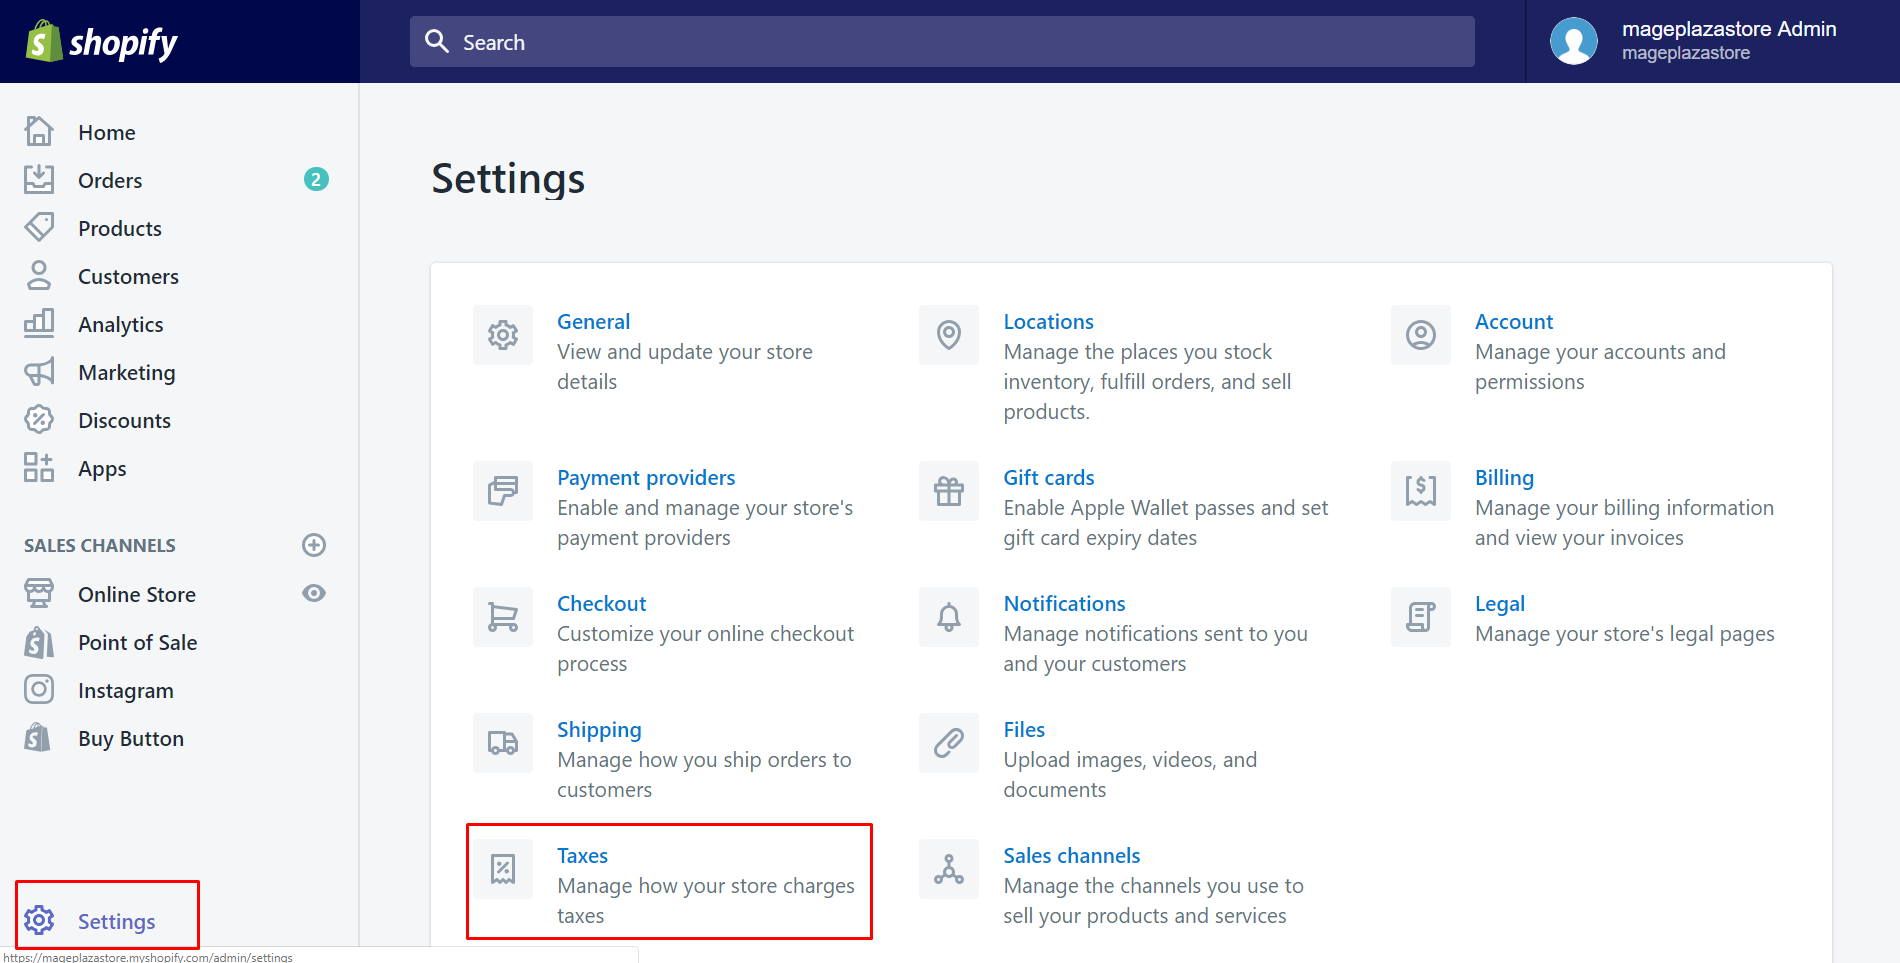 shopify
Search
mageplazastore Admin
mageplazastore
Home
Orders
2
Products
Customers
Analytics
Marketing
Discounts
Apps
SALES CHANNELS
Online Store
Point of Sale
Instagram
Buy Button
Settings
https://mageplazastore.myshopify.com/admin/settings
Settings
General
View and update your store
details
Locations
Manage the places you stock
inventory, fulfill orders, and sell
products.
Account
Manage your accounts and
permissions
Payment providers
Enable and manage your store's
payment providers
Gift cards
Enable Apple Wallet passes and set
gift card expiry dates
Billing
Manage your billing information
and view your invoices
Checkout
Customize your online checkout
process
Notifications
Manage notifications sent to you
and your customers
Legal
Manage your store's legal pages
Shipping
Manage how you ship orders to
customers
Files
Upload images, videos, and
documents
Taxes
Manage how your store charges
taxes
Sales channels
Manage the channels you use to
sell your products and services